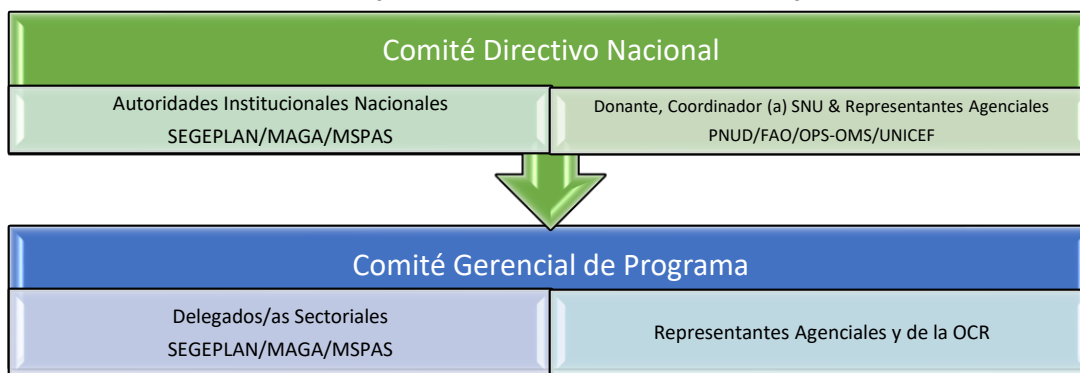 Comité Directivo Nacional
Autoridades Institucionales Nacionales
SEGEPLAN/MAGA/MSPAS
Donante, Coordinador (a) SNU & Representantes Agenciales
PNUD/FAO/OPS-OMS/UNICEF
Comité Gerencial de Programa
Delegados/as Sectoriales
SEGEPLAN/MAGA/MSPAS
Representantes Agenciales y de la OCR